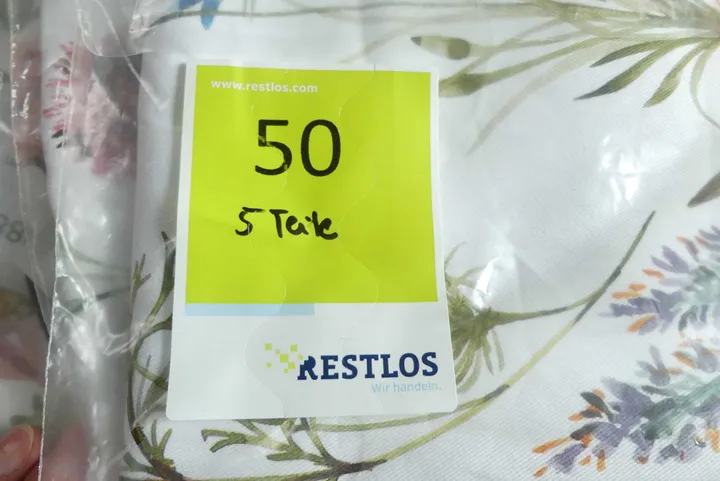 www.restlos.com
50
5 Teile
RESTLOS
Wir handeln.